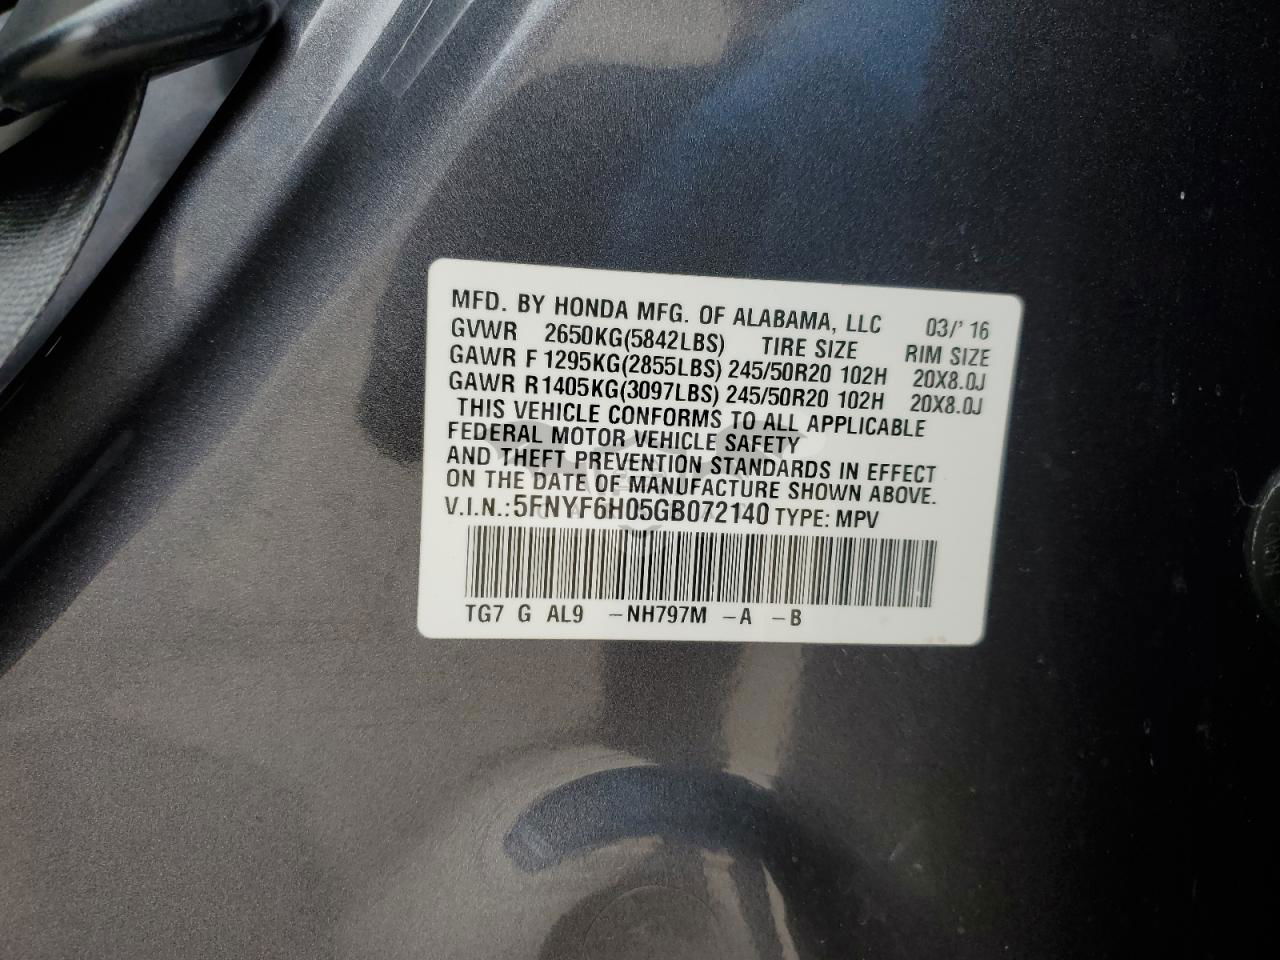 MFD. BY HONDA MFG. OF ALABAMA, LLC 03/' 16
GVWR 2650KG(5842LBS) TIRE SIZE RIM SIZE
GAWR F 1295KG(2855LBS) 245/50R20 102H 20X8.0J
GAWR R1405KG(3097LBS) 245/50R20 102H 20X8.0J
THIS VEHICLE CONFORMS TO ALL APPLICABLE
FEDERAL MOTOR VEHICLE SAFETY
AND THEFT PREVENTION STANDARDS IN EFFECT
ON THE DATE OF MANUFACTURE SHOWN ABOVE.
V.I.N.:5FNYF6H05GB072140 TYPE: MPV
TG7 G AL9 -NH797M -A -B